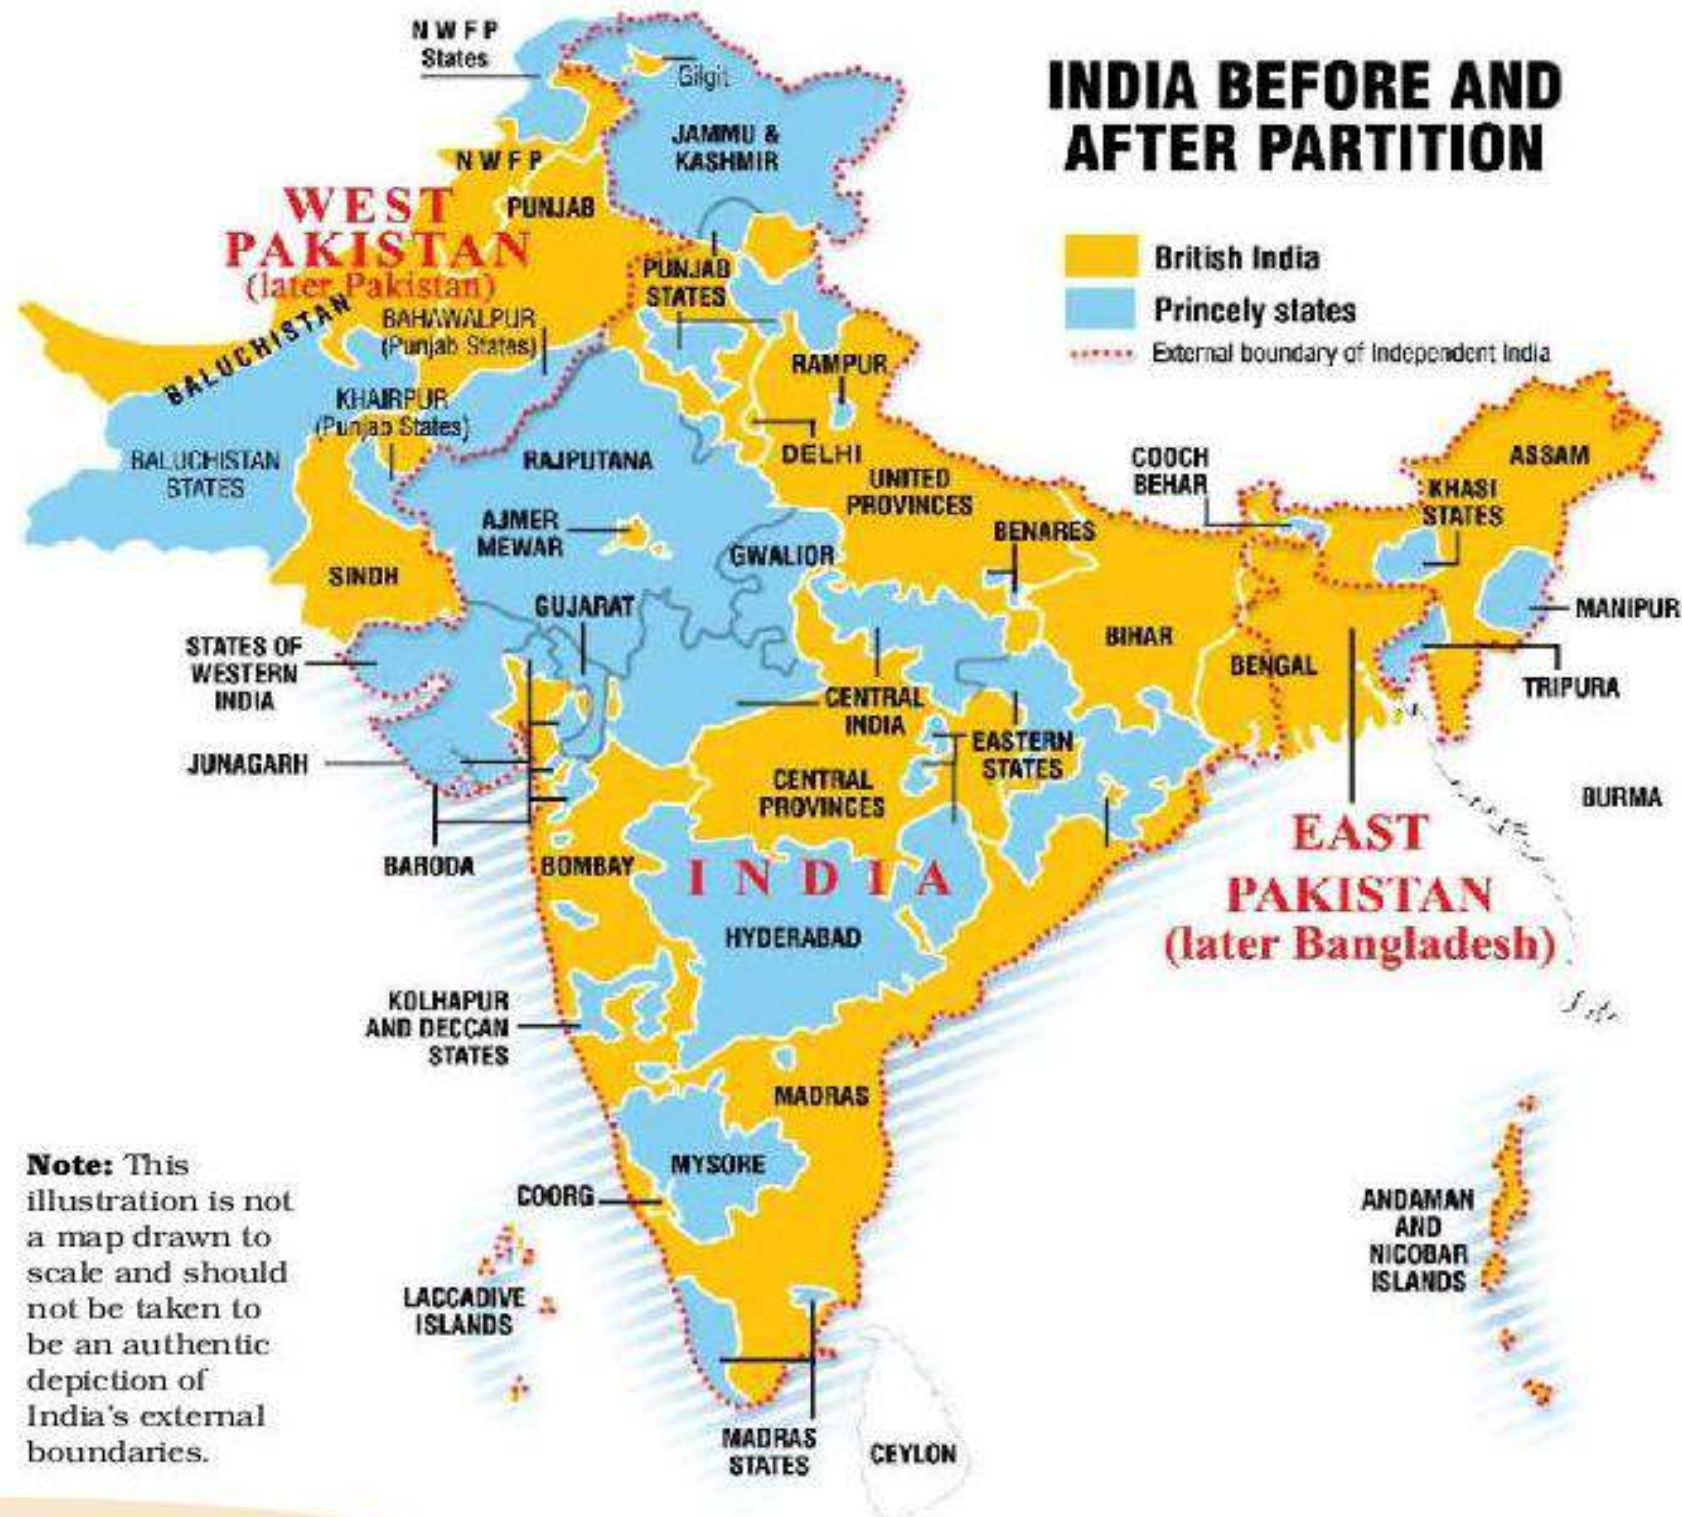 INDIA BEFORE AND
AFTER PARTITION
British India
Princely states
External boundary of Independent India
N W F P
States
Gilgit
JAMMU &
KASHMIR
N W F P
WEST
PAKISTAN
(later Pakistan)
PUNJAB
PUNJAB
STATES
BALUCHISTAN
BAHAWALPUR
(Punjab States)
RAMPUR
KHAIRPUR
(Punjab States)
BALUCHISTAN
STATES
RAJPUTANA
DELHI
UNITED
PROVINCES
COOCH
BEHAR
ASSAM
KHASI
STATES
AJMER
MEWAR
GWALIOR
BENARES
SINDH
GUJARAT
MANIPUR
STATES OF
WESTERN
INDIA
BIHAR
BENGAL
TRIPURA
CENTRAL
INDIA
JUNAGARH
EASTERN
STATES
CENTRAL
PROVINCES
BURMA
BARODA
BOMBAY
INDIA
EAST
PAKISTAN
(later Bangladesh)
HYDERABAD
KOLHAPUR
AND DECCAN
STATES
MADRAS
MYSORE
COORG
LACCADIVE
ISLANDS
ANDAMAN
AND
NICOBAR
ISLANDS
MADRAS
STATES
CEYLON
Note: This
illustration is not
a map drawn to
scale and should
not be taken to
be an authentic
depiction of
India's external
boundaries.